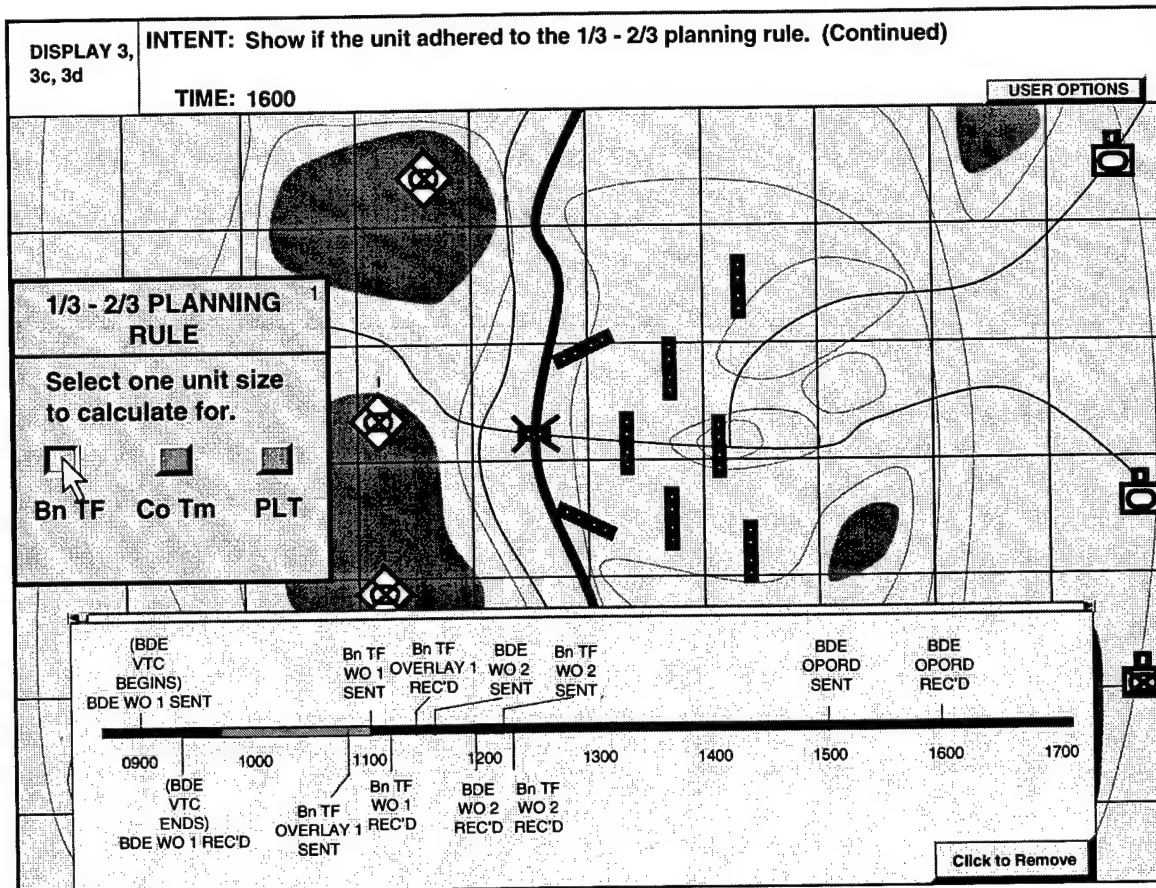 DISPLAY 3,
3c, 3d
INTENT: Show if the unit adhered to the 1/3 - 2/3 planning rule. (Continued)
TIME: 1600
USER OPTIONS
1/3 - 2/3 PLANNING
RULE
1
Select one unit size
to calculate for.
Bn TF
Co Tm
PLT
(BDE
VTC
BEGINS)
BDE WO 1 SENT
Bn TF
WO 1
SENT
Bn TF
OVERLAY 1
REC'D
BDE
WO 2
SENT
Bn TF
WO 2
SENT
BDE
OPORD
SENT
BDE
OPORD
REC'D
0900 1000 1100 1200 1300 1400 1500 1600 1700
(BDE
VTC
ENDS)
BDE WO 1 REC'D
Bn TF
OVERLAY 1
SENT
Bn TF
WO 1
REC'D
BDE
WO 2
REC'D
Bn TF
WO 2
REC'D
Click to Remove